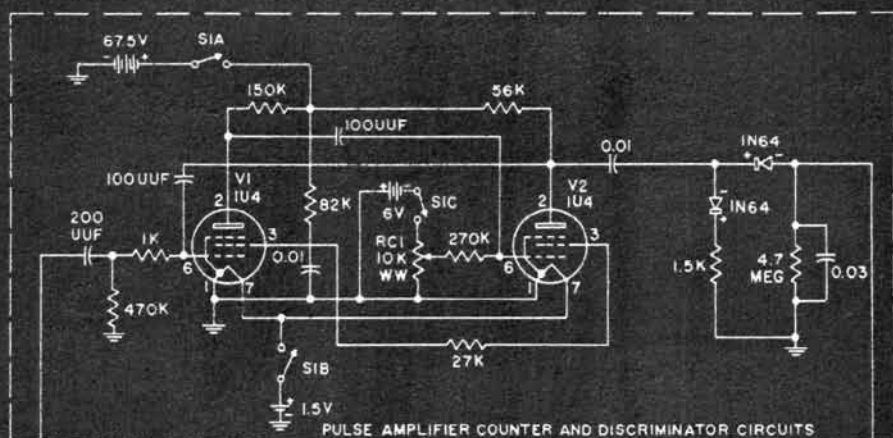 67.5V
S1A
- +
150K
56K
100UUF
0.01
1N64
+ -
100UUF
V1
1U4
2
82K
+ -
6V
S1C
V2
1U4
2
3
-
1N64
+
200
UUF
1K
6
3
0.01
RC1
10K
WW
270K
6
3
1.5K
4.7
MEG
0.03
470K
1
7
1
7
27K
S1B
+
-
1.5V
PULSE AMPLIFIER COUNTER AND DISCRIMINATOR CIRCUITS